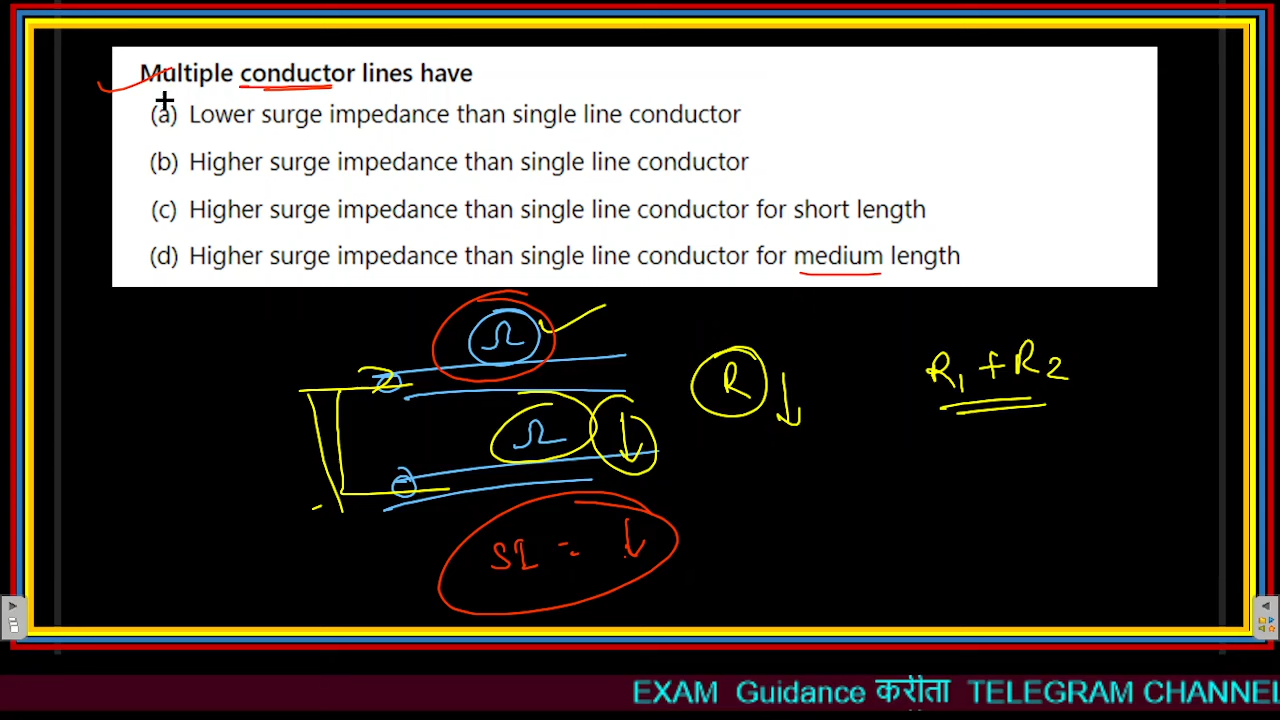 Multiple conductor lines have
(a) Lower surge impedance than single line conductor
(b) Higher surge impedance than single line conductor
(c) Higher surge impedance than single line conductor for short length
(d) Higher surge impedance than single line conductor for medium length
Ω
R ↓
R₁ + R₂
Ω ↓
SI = ↓
EXAM Guidance करीता TELEGRAM CHANNEL